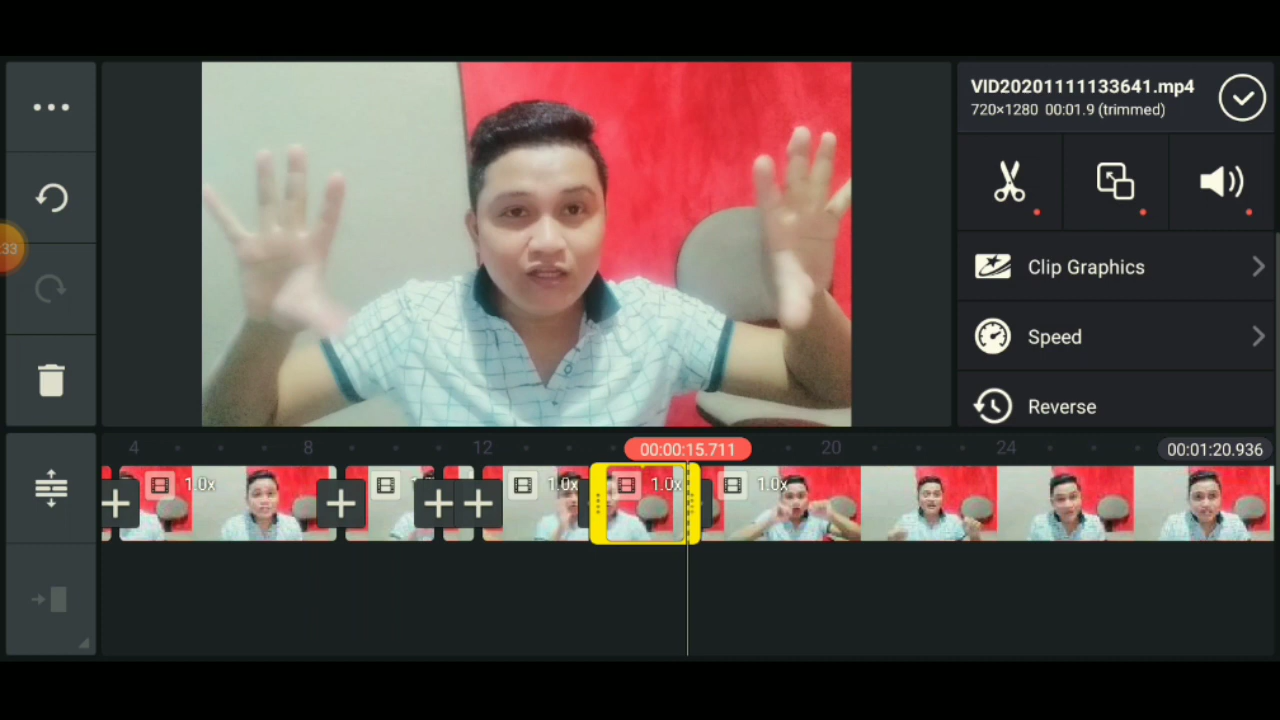 VID20201111133641.mp4
720×1280 00:01.9 (trimmed)
:33
Clip Graphics
Speed
Reverse
4 8 12 00:00:15.711 20 24 00:01:20.936
1.0x 1.0x 1.0x 1.0x